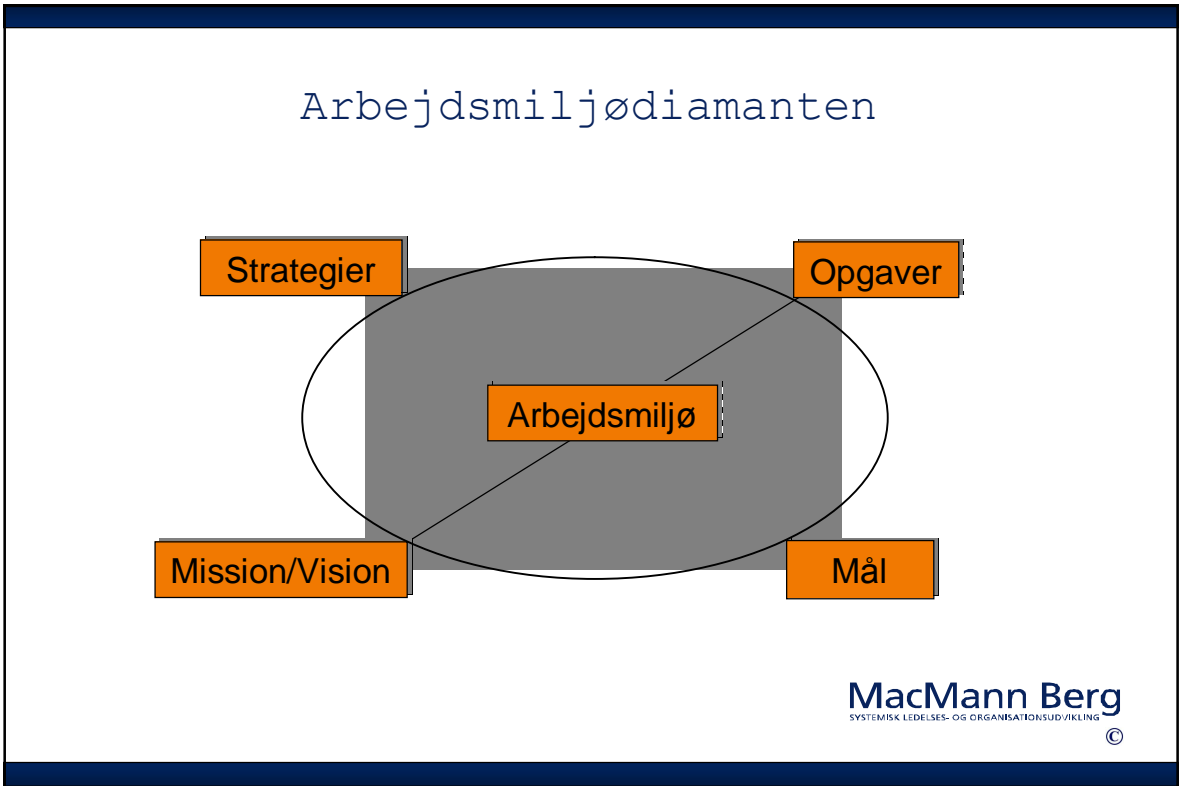 Arbejdsmiljødiamanten
Strategier
Opgaver
Arbejdsmiljø
Mission/Vision
Mål
MacMann Berg
SYSTEMISK LEDELSES- OG ORGANISATIONSUDVIKLING
©